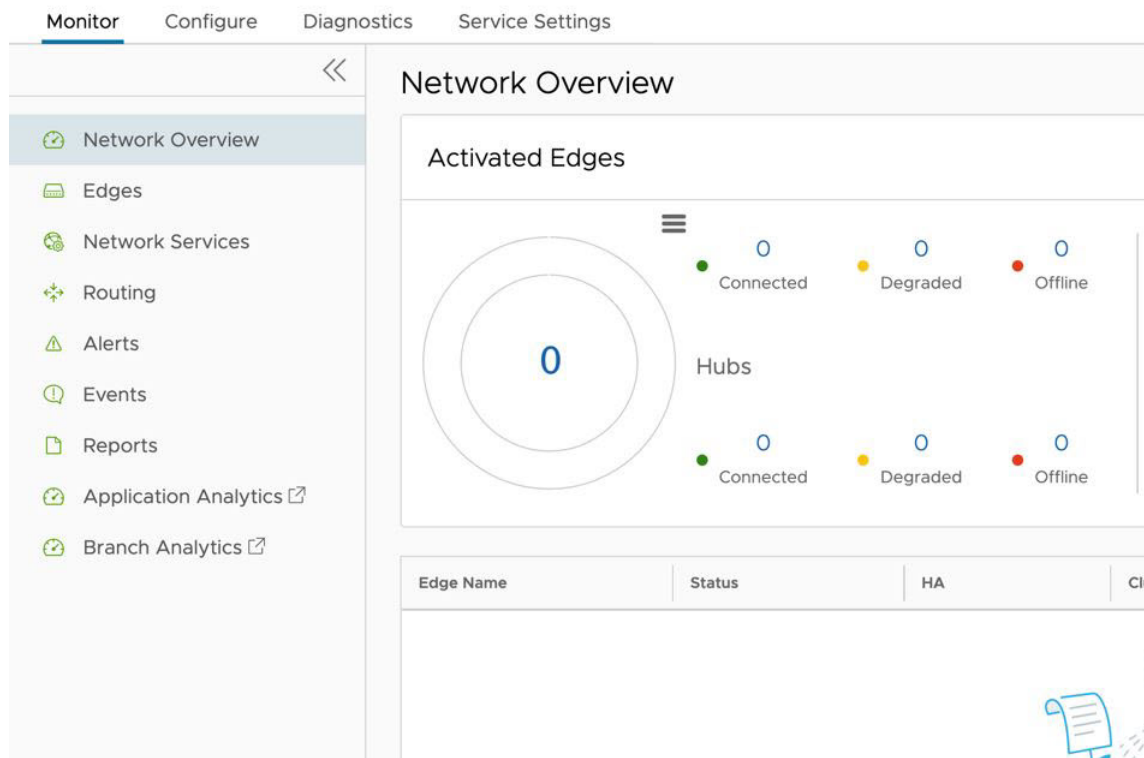 Monitor Configure Diagnostics Service Settings
Network Overview
Edges
Network Services
Routing
Alerts
Events
Reports
Application Analytics
Branch Analytics
Network Overview
Activated Edges
0
0 0 0
Connected Degraded Offline
Hubs
0 0 0
Connected Degraded Offline
Edge Name Status HA